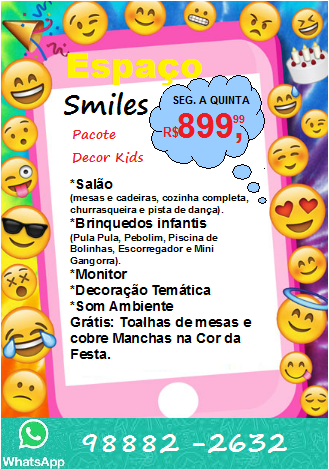 Espaço
Smiles
SEG. A QUINTA
R$899,99
Pacote
Decor Kids
*Salão
(mesas e cadeiras, cozinha completa,
churrasqueira e pista de dança).
*Brinquedos infantis
(Pula Pula, Pebolim, Piscina de
Bolinhas, Escorregador e Mini
Gangorra).
*Monitor
*Decoração Temática
*Som Ambiente
Grátis: Toalhas de mesas e
cobre Manchas na Cor da
Festa.
WhatsApp
98882 -2632